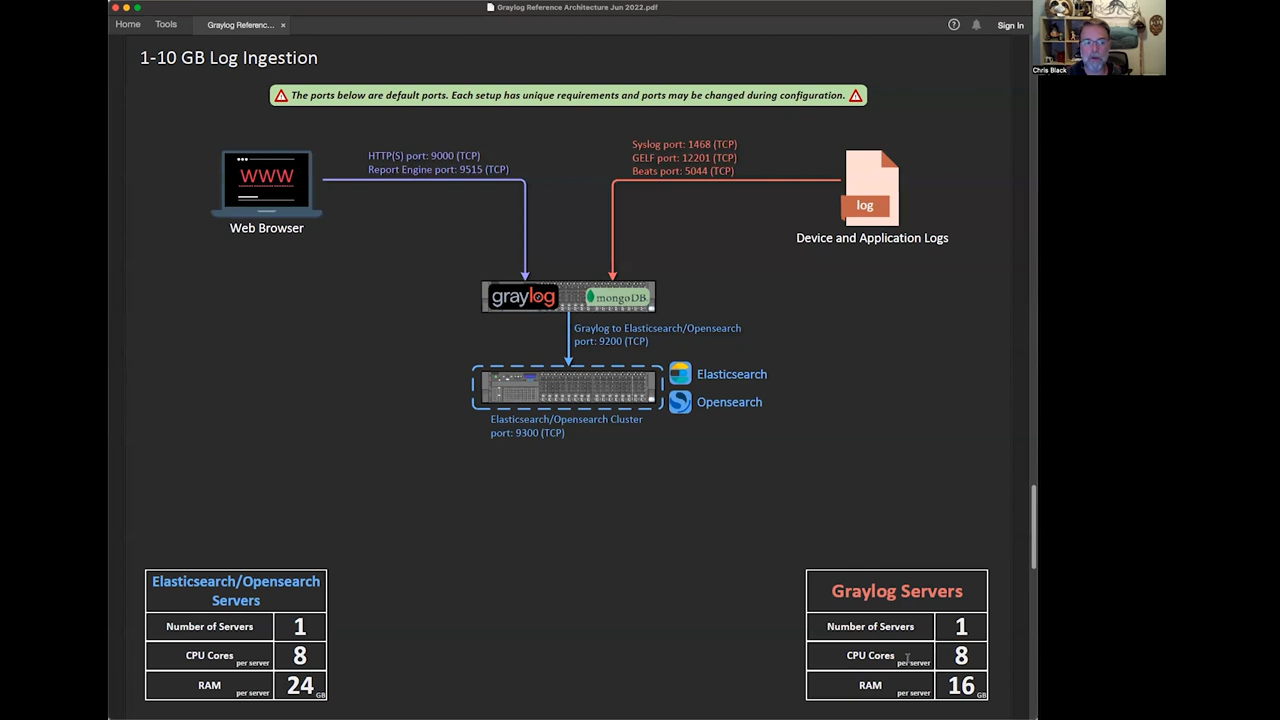 Graylog Reference Architecture Jun 2022.pdf
Home
Tools
Graylog Referenc...
×
Sign In
Chris Black
1-10 GB Log Ingestion
The ports below are default ports. Each setup has unique requirements and ports may be changed during configuration.
HTTP(S) port: 9000 (TCP)
Report Engine port: 9515 (TCP)
Syslog port: 1468 (TCP)
GELF port: 12201 (TCP)
Beats port: 5044 (TCP)
WWW
Web Browser
log
Device and Application Logs
graylog
mongoDB
Graylog to Elasticsearch/Opensearch
port: 9200 (TCP)
Elasticsearch
Opensearch
Elasticsearch/Opensearch Cluster
port: 9300 (TCP)
Elasticsearch/Opensearch
Servers
Number of Servers 1
CPU Cores per server 8
RAM per server 24 GB
Graylog Servers
Number of Servers 1
CPU Cores per server 8
RAM per server 16 GB